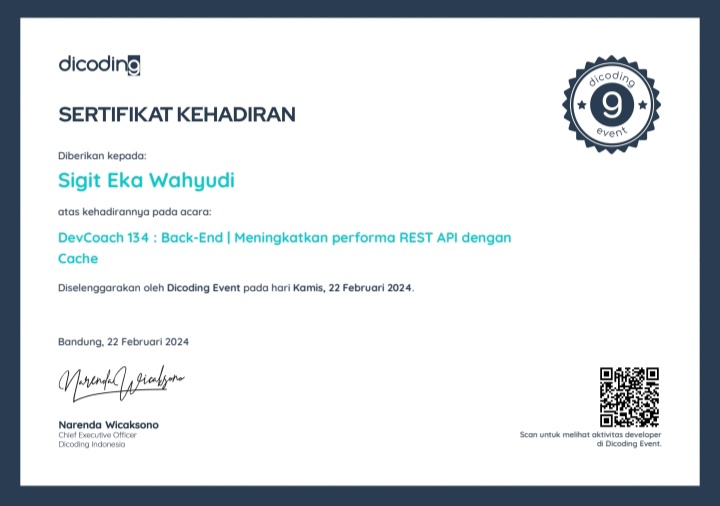 dicoding
SERTIFIKAT KEHADIRAN
dicoding
9
event
Diberikan kepada:
Sigit Eka Wahyudi
atas kehadirannya pada acara:
DevCoach 134 : Back-End | Meningkatkan performa REST API dengan
Cache
Diselenggarakan oleh Dicoding Event pada hari Kamis, 22 Februari 2024.
Bandung, 22 Februari 2024
Narenda Wicaksono
Narenda Wicaksono
Chief Executive Officer
Dicoding Indonesia
Scan untuk melihat aktivitas developer
di Dicoding Event.